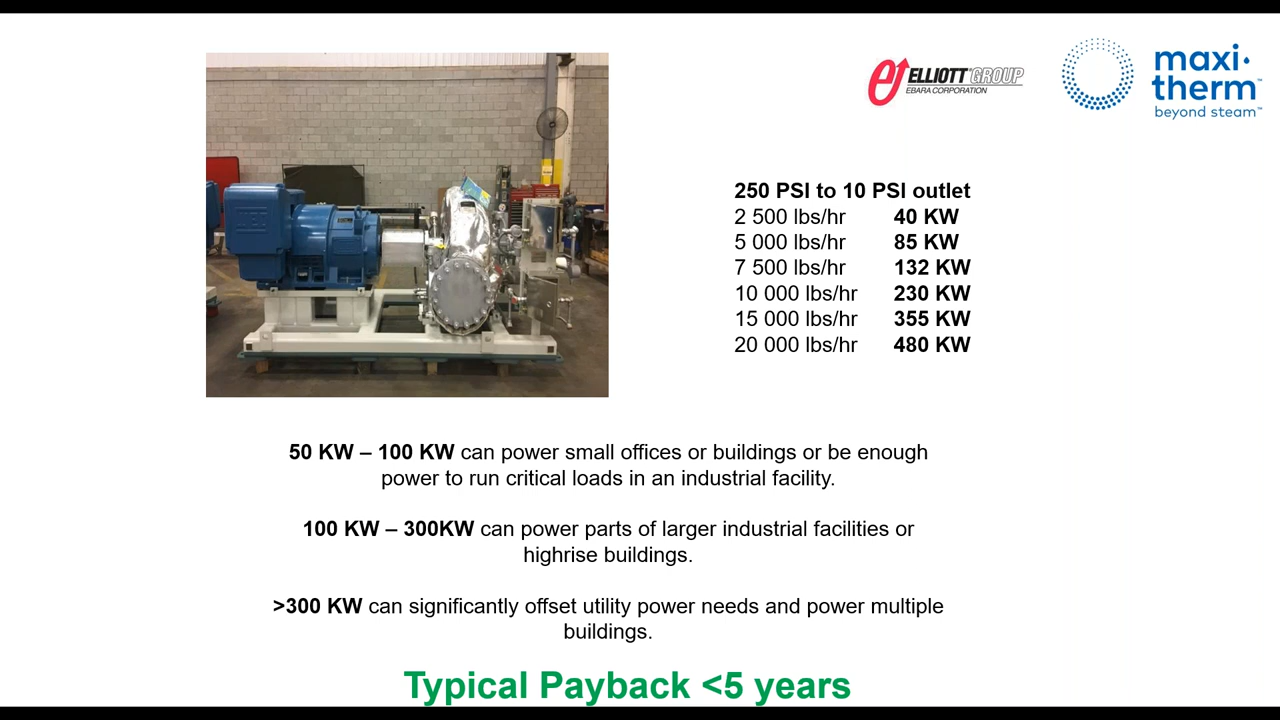 ELLIOTT GROUP
EBARA CORPORATION
maxi·
therm™
beyond steam™
WEG
250 PSI to 10 PSI outlet
2 500 lbs/hr 40 KW
5 000 lbs/hr 85 KW
7 500 lbs/hr 132 KW
10 000 lbs/hr 230 KW
15 000 lbs/hr 355 KW
20 000 lbs/hr 480 KW
50 KW – 100 KW can power small offices or buildings or be enough
power to run critical loads in an industrial facility.
100 KW – 300KW can power parts of larger industrial facilities or
highrise buildings.
>300 KW can significantly offset utility power needs and power multiple
buildings.
Typical Payback <5 years